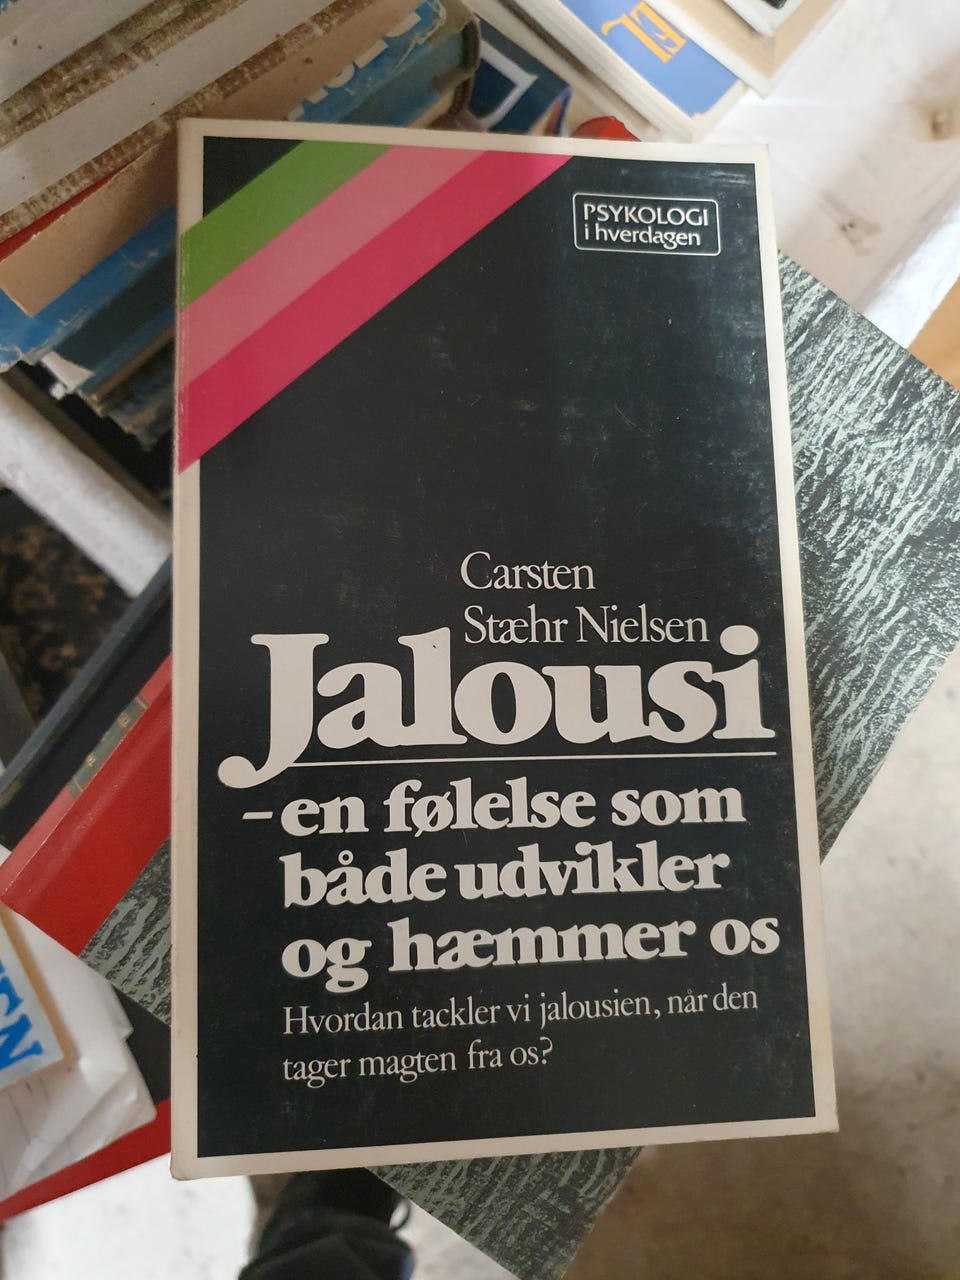 PSYKOLOGI
i hverdagen
Carsten
Stæhr Nielsen
Jalousi
- en følelse som
både udvikler
og hæmmer os
Hvordan tackler vi jalousien, når den
tager magten fra os?